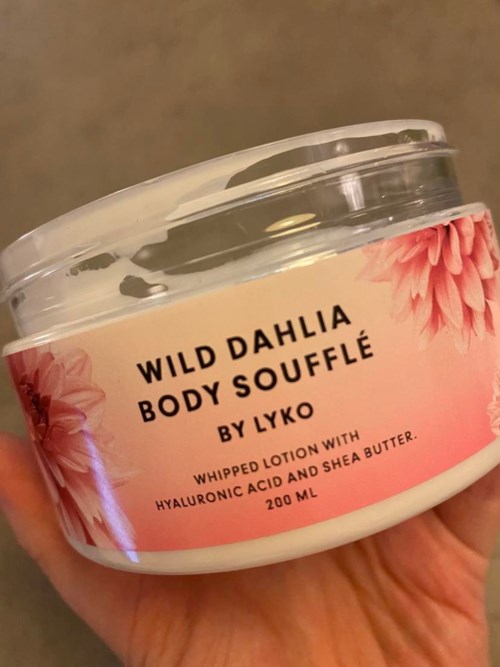 WILD DAHLIA
BODY SOUFFLÉ
BY LYKO
WHIPPED LOTION WITH
HYALURONIC ACID AND SHEA BUTTER.
200 ML